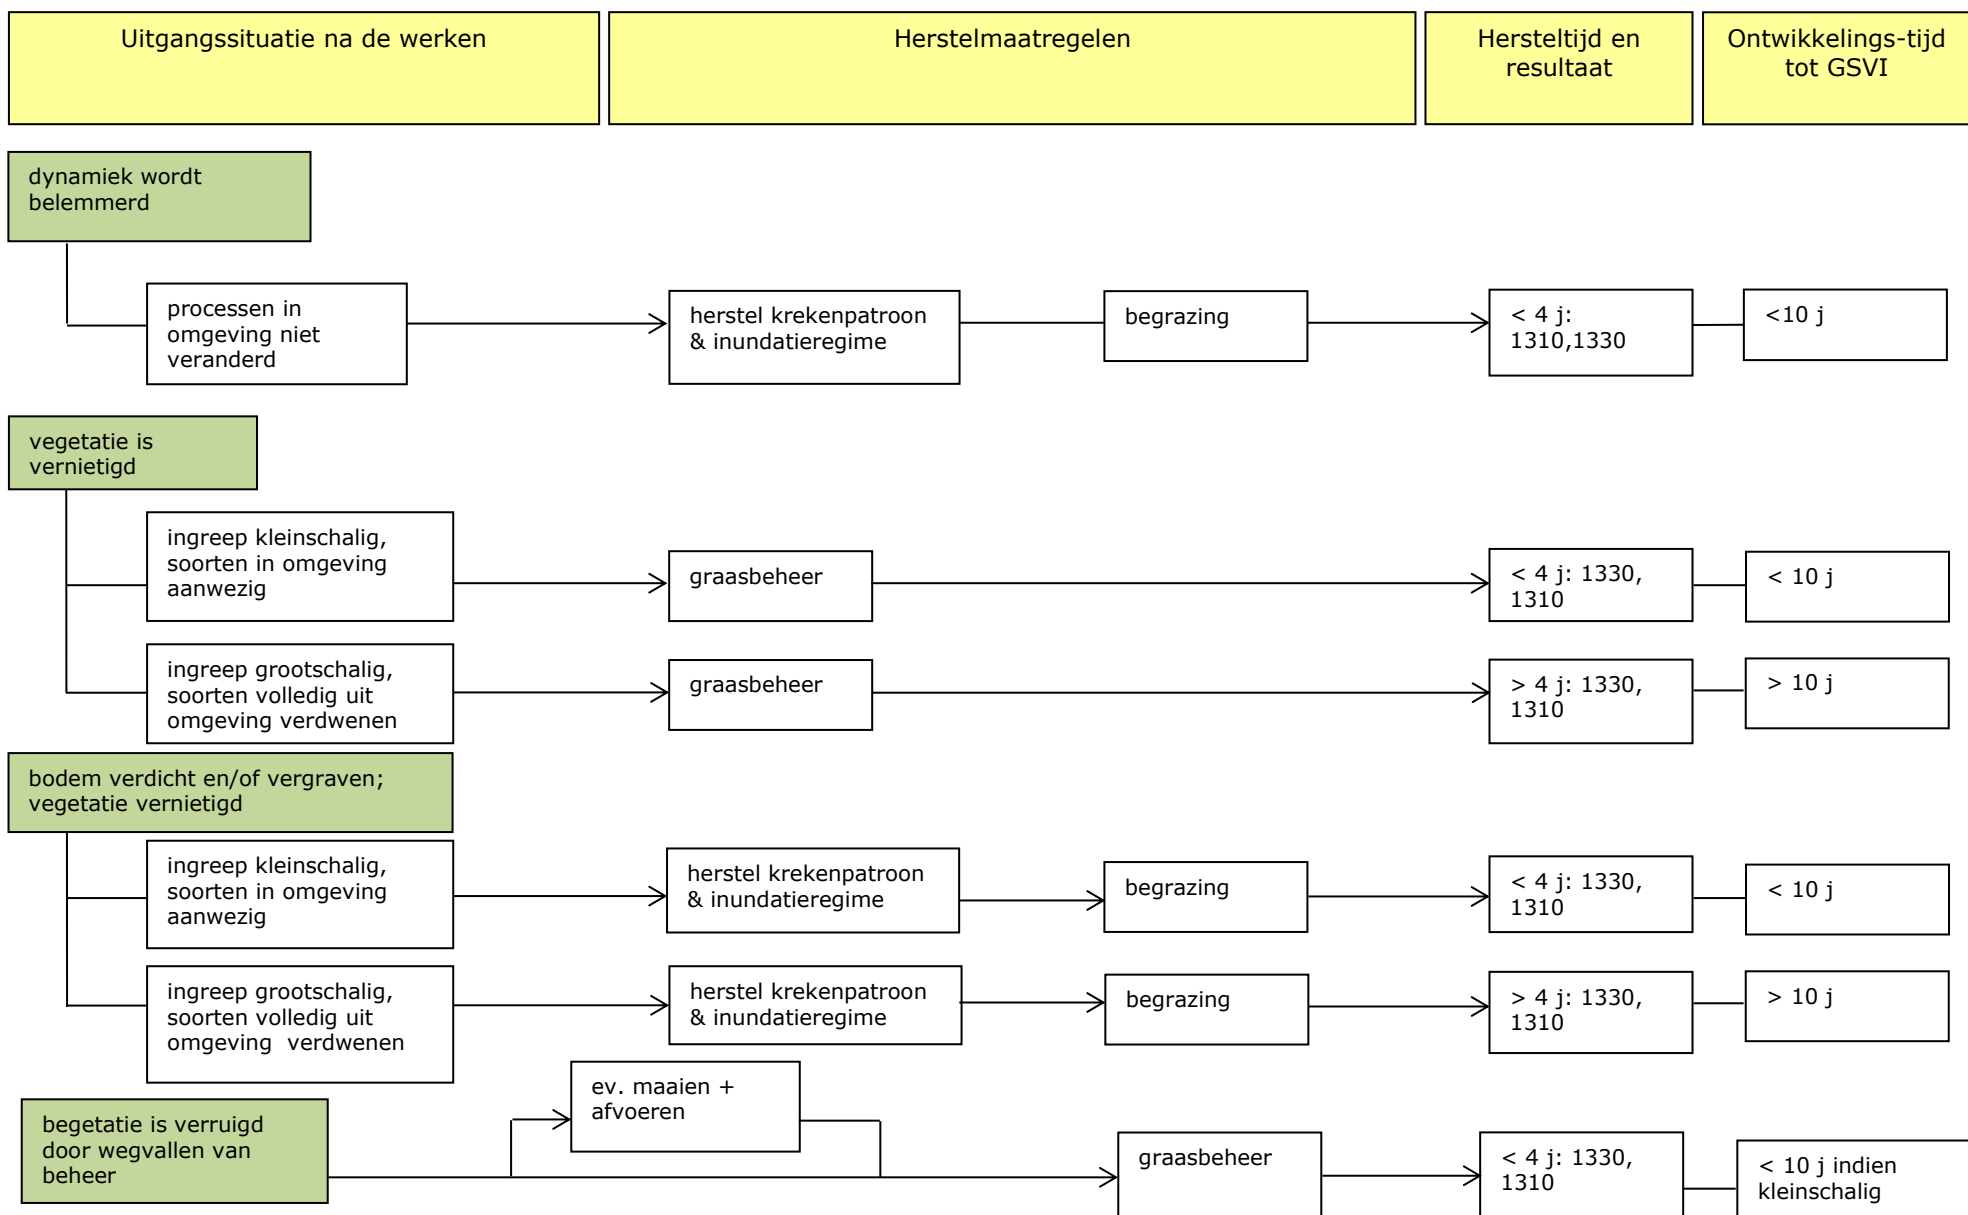 Uitgangssituatie na de werken
Herstelmaatregelen
Hersteltijd en
resultaat
Ontwikkelings-tijd
tot GSVI
dynamiek wordt
belemmerd
processen in
omgeving niet
veranderd
herstel krekenpatroon
& inundatieregime
begrazing
< 4 j:
1310,1330
<10 j
vegetatie is
vernietigd
ingreep kleinschalig,
soorten in omgeving
aanwezig
graasbeheer
< 4 j: 1330,
1310
< 10 j
ingreep grootschalig,
soorten volledig uit
omgeving verdwenen
graasbeheer
> 4 j: 1330,
1310
> 10 j
bodem verdicht en/of vergraven;
vegetatie vernietigd
ingreep kleinschalig,
soorten in omgeving
aanwezig
herstel krekenpatroon
& inundatieregime
begrazing
< 4 j: 1330,
1310
< 10 j
ingreep grootschalig,
soorten volledig uit
omgeving  verdwenen
herstel krekenpatroon
& inundatieregime
begrazing
> 4 j: 1330,
1310
> 10 j
begetatie is verruigd
door wegvallen van
beheer
ev. maaien +
afvoeren
graasbeheer
< 4 j: 1330,
1310
< 10 j indien
kleinschalig